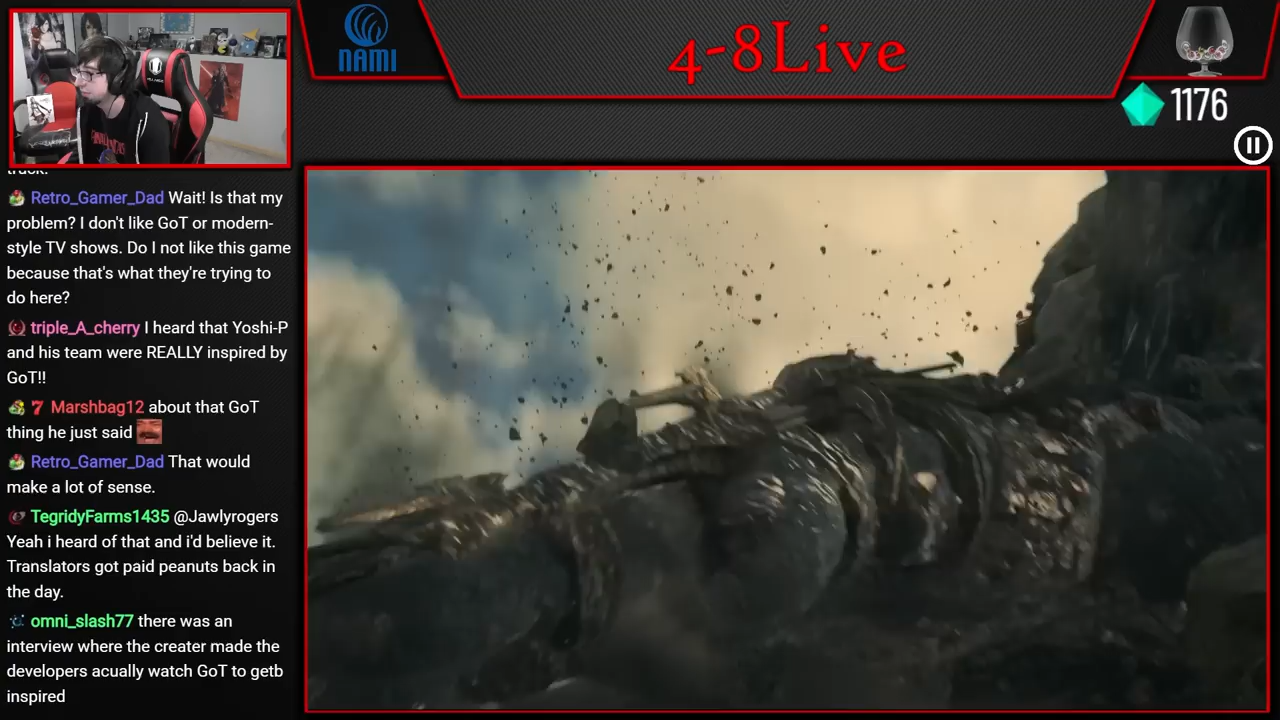 NAMI
4-8Live
1176
track.
Retro_Gamer_Dad Wait! Is that my
problem? I don't like GoT or modern-
style TV shows. Do I not like this game
because that's what they're trying to
do here?
triple_A_cherry I heard that Yoshi-P
and his team were REALLY inspired by
GoT!!
7 Marshbag12 about that GoT
thing he just said
Retro_Gamer_Dad That would
make a lot of sense.
TegridyFarms1435 @Jawlyrogers
Yeah i heard of that and i'd believe it.
Translators got paid peanuts back in
the day.
omni_slash77 there was an
interview where the creater made the
developers acually watch GoT to getb
inspired